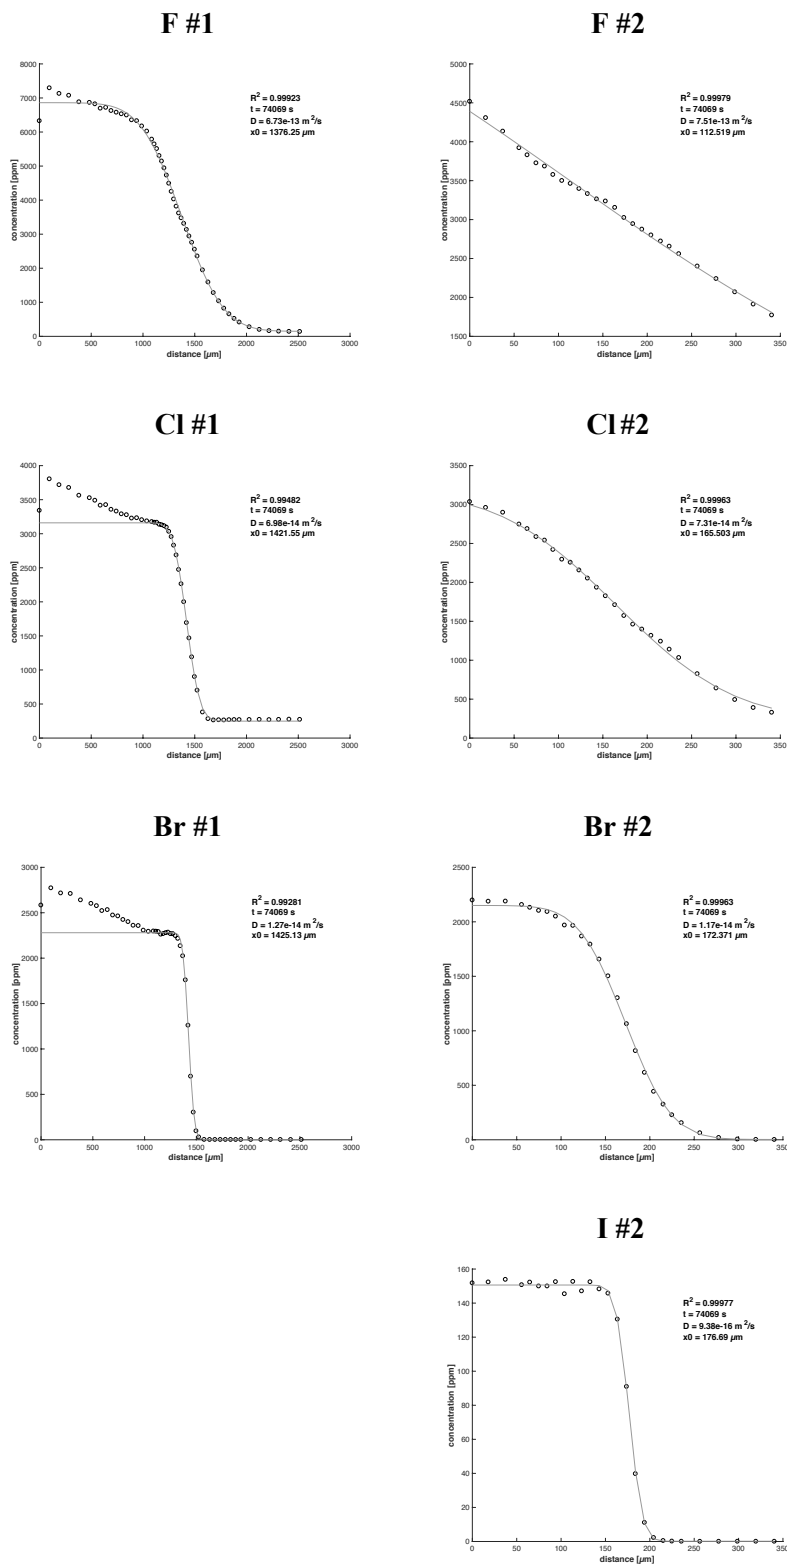 F #1
8000
7000
6000
5000
4000
3000
2000
1000
0
0 500 1000 1500 2000 2500 3000
concentration [ppm]
distance [µm]
R² = 0.99923
t = 74069 s
D = 6.73e-13 m²/s
x0 = 1376.25 µm
F #2
5000
4500
4000
3500
3000
2500
2000
1500
0 50 100 150 200 250 300 350
concentration [ppm]
distance [µm]
R² = 0.99979
t = 74069 s
D = 7.51e-13 m²/s
x0 = 112.519 µm
Cl #1
4000
3500
3000
2500
2000
1500
1000
500
0
0 500 1000 1500 2000 2500 3000
concentration [ppm]
distance [µm]
R² = 0.99482
t = 74069 s
D = 6.98e-14 m²/s
x0 = 1421.55 µm
Cl #2
3500
3000
2500
2000
1500
1000
500
0
0 50 100 150 200 250 300 350
concentration [ppm]
distance [µm]
R² = 0.99963
t = 74069 s
D = 7.31e-14 m²/s
x0 = 165.503 µm
Br #1
3000
2500
2000
1500
1000
500
0
0 500 1000 1500 2000 2500 3000
concentration [ppm]
distance [µm]
R² = 0.99281
t = 74069 s
D = 1.27e-14 m²/s
x0 = 1425.13 µm
Br #2
2500
2000
1500
1000
500
0
0 50 100 150 200 250 300 350
concentration [ppm]
distance [µm]
R² = 0.99963
t = 74069 s
D = 1.17e-14 m²/s
x0 = 172.371 µm
I #2
160
140
120
100
80
60
40
20
0
0 50 100 150 200 250 300 350
concentration [ppm]
distance [µm]
R² = 0.99977
t = 74069 s
D = 9.38e-16 m²/s
x0 = 176.69 µm